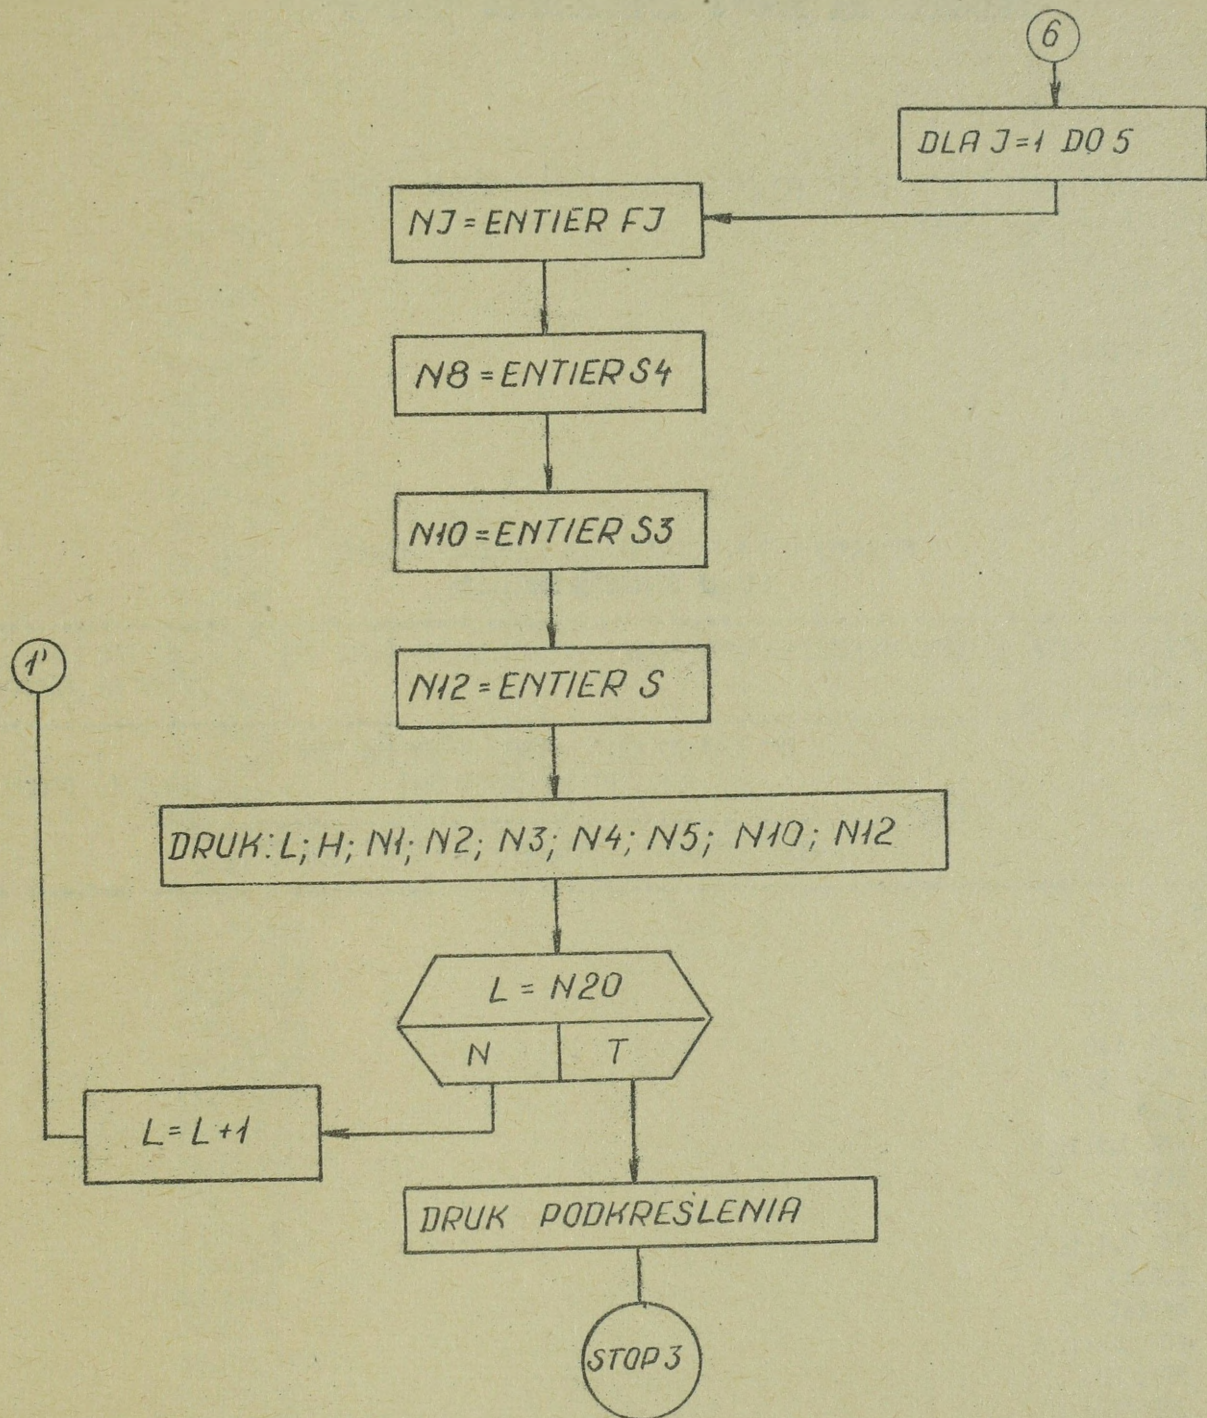 6
DLA J=1 DO 5
NJ=ENTIER FJ
N8=ENTIER S4
N10=ENTIER S3
1'
N12=ENTIER S
DRUK: L; H; N1; N2; N3; N4; N5; N10; N12
L = N20
N T
L=L+1
DRUK PODKREŚLENIA
STOP 3